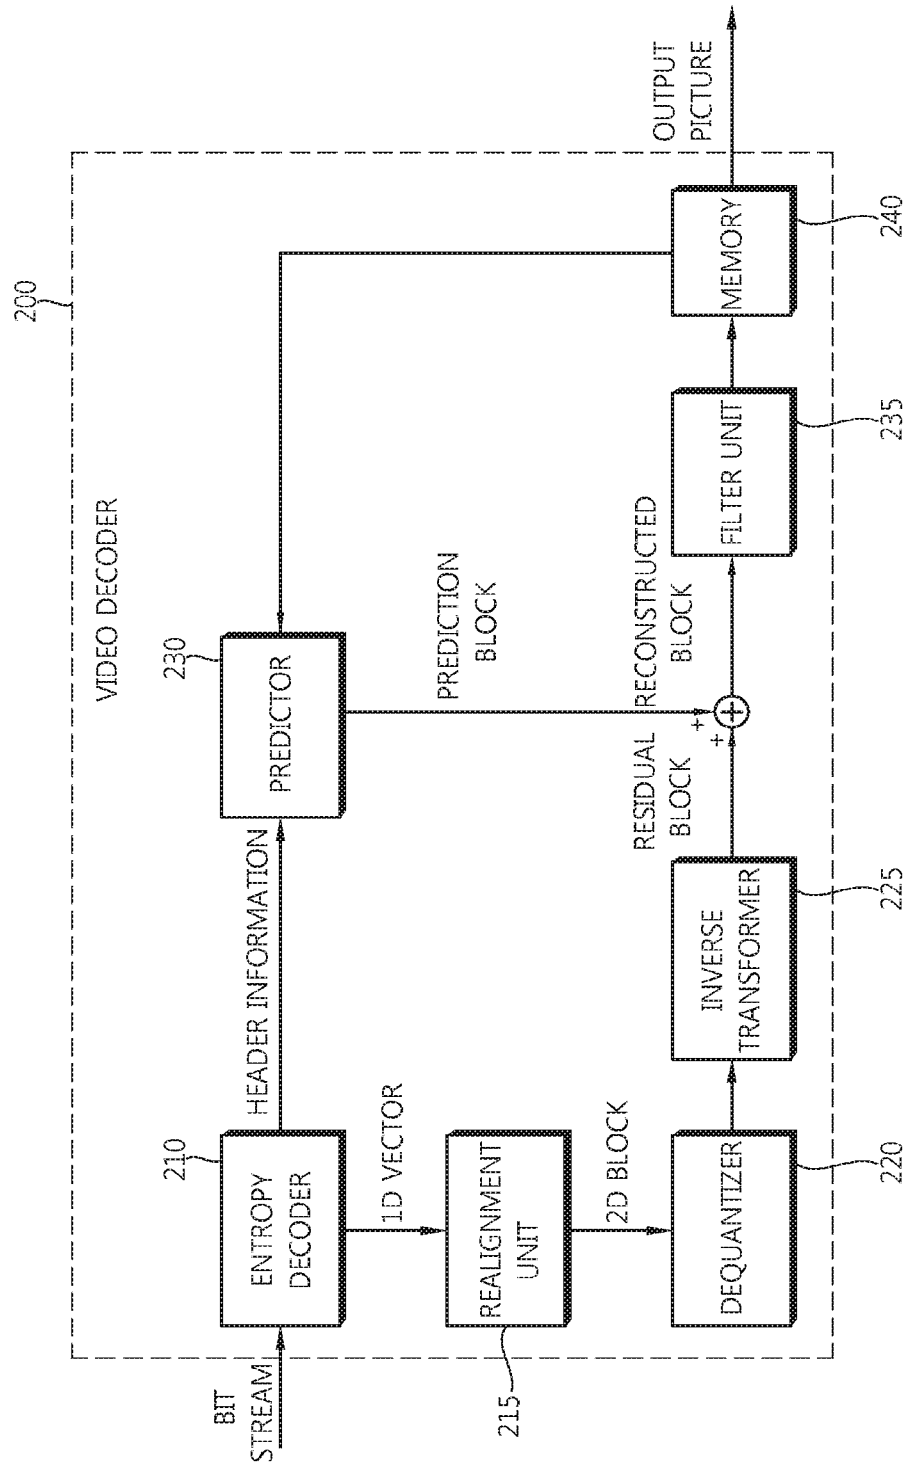 200
VIDEO DECODER
BIT
STREAM
210
ENTROPY
DECODER
HEADER INFORMATION
230
PREDICTOR
1D VECTOR
215
REALIGNMENT
UNIT
2D BLOCK
PREDICTION
BLOCK
DEQUANTIZER
220
INVERSE
TRANSFORMER
225
RESIDUAL
BLOCK
+
+
+
RECONSTRUCTED
BLOCK
FILTER UNIT
235
MEMORY
240
OUTPUT
PICTURE